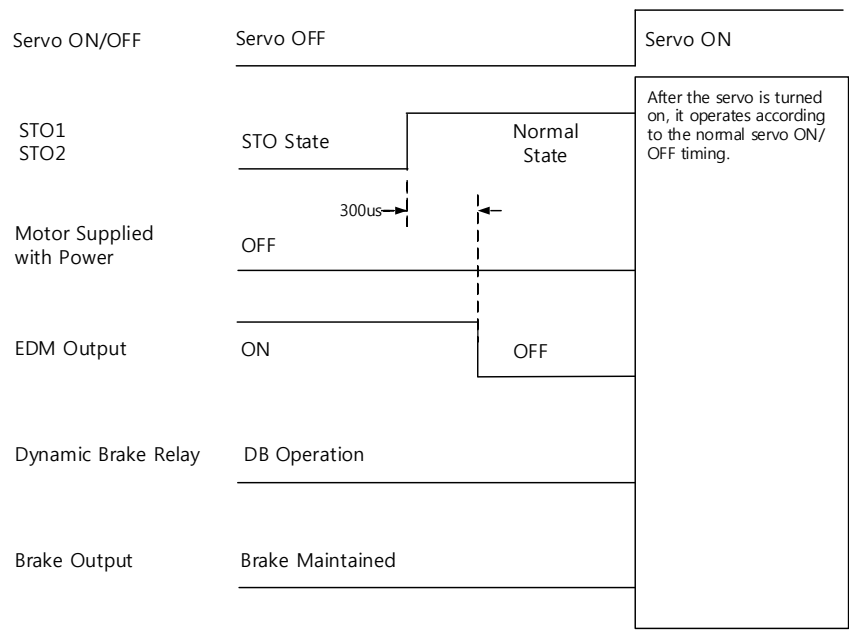 Servo ON/OFF
Servo OFF
Servo ON
After the servo is turned
on, it operates according
to the normal servo ON/
OFF timing.
STO1
STO2
STO State
Normal
State
300us
Motor Supplied
with Power
OFF
EDM Output
ON
OFF
Dynamic Brake Relay
DB Operation
Brake Output
Brake Maintained